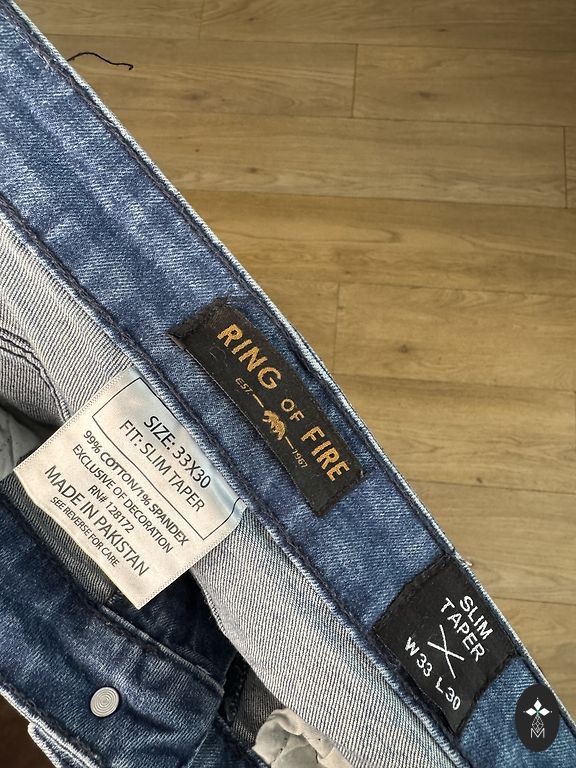 RING OF FIRE
EST— —1967
SIZE: 33X30
FIT: SLIM TAPER
99% COTTON/1% SPANDEX
EXCLUSIVE OF DECORATION
RN# 128172
MADE IN PAKISTAN
SEE REVERSE FOR CARE
SLIM
TAPER
W 33 L 30
M